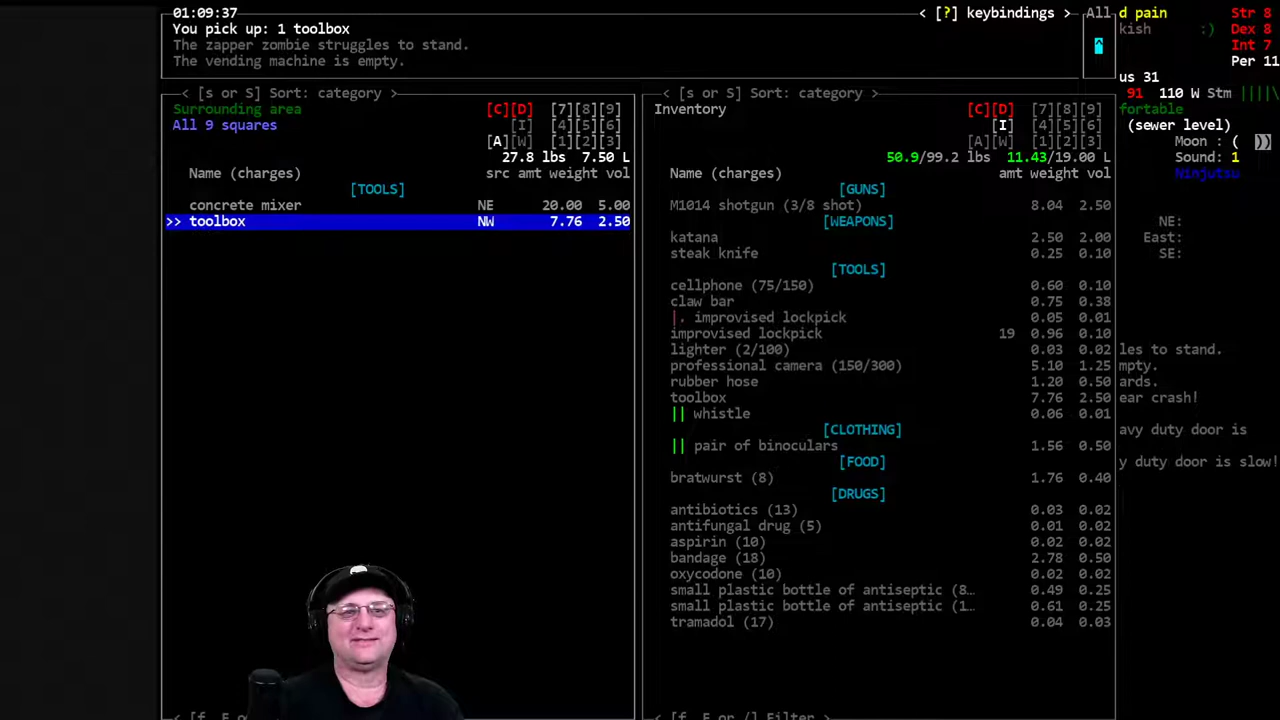 01:09:37
< [?] keybindings >
You pick up: 1 toolbox
The zapper zombie struggles to stand.
The vending machine is empty.
All
d pain Str 8
kish :) Dex 8
Int 7
Per 11
us 31
91 110 W Stm ||||\
fortable
(sewer level)
Moon : ( ))
Sound: 1
Ninjutsu
NE:
East:
SE:
les to stand.
mpty.
ards.
ear crash!
avy duty door is
y duty door is slow!
< [s or S] Sort: category >
Surrounding area [C][D] [7][8][9]
All 9 squares [I] [4][5][6]
[A][W] [1][2][3]
27.8 lbs 7.50 L
Name (charges) src amt weight vol
[TOOLS]
concrete mixer NE 20.00 5.00
>> toolbox NW 7.76 2.50
< [s or S] Sort: category >
Inventory [C][D] [7][8][9]
[I] [4][5][6]
[A][W] [1][2][3]
50.9/99.2 lbs 11.43/19.00 L
Name (charges) amt weight vol
[GUNS]
M1014 shotgun (3/8 shot) 8.04 2.50
[WEAPONS]
katana 2.50 2.00
steak knife 0.25 0.10
[TOOLS]
cellphone (75/150) 0.60 0.10
claw bar 0.75 0.38
|. improvised lockpick 0.05 0.01
improvised lockpick 19 0.96 0.10
lighter (2/100) 0.03 0.02
professional camera (150/300) 5.10 1.25
rubber hose 1.20 0.50
toolbox 7.76 2.50
|| whistle 0.06 0.01
[CLOTHING]
|| pair of binoculars 1.56 0.50
[FOOD]
bratwurst (8) 1.76 0.40
[DRUGS]
antibiotics (13) 0.03 0.02
antifungal drug (5) 0.01 0.02
aspirin (10) 0.02 0.02
bandage (18) 2.78 0.50
oxycodone (10) 0.02 0.02
small plastic bottle of antiseptic (8… 0.49 0.25
small plastic bottle of antiseptic (1… 0.61 0.25
tramadol (17) 0.04 0.03
< [f, F or /] Filter >